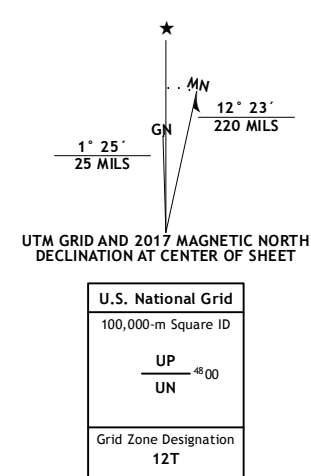 ★
MN
GN
12° 23´
220 MILS
1° 25´
25 MILS
UTM GRID AND 2017 MAGNETIC NORTH
DECLINATION AT CENTER OF SHEET
U.S. National Grid
100,000-m Square ID
UP
4800
UN
Grid Zone Designation
12T